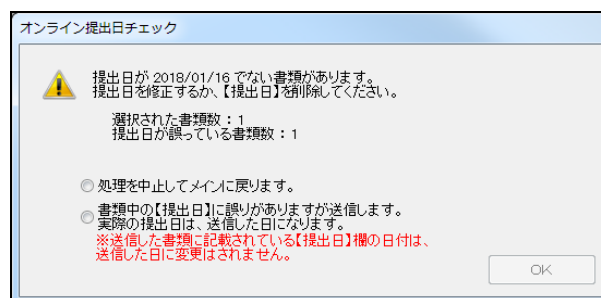 オンライン提出日チェック
提出日が 2018/01/16 でない書類があります。
提出日を修正するか、【提出日】を削除してください。
選択された書類数：1
提出日が誤っている書類数：1
処理を中止してメインに戻ります。
書類中の【提出日】に誤りがありますが送信します。
実際の提出日は、送信した日になります。
※送信した書類に記載されている【提出日】欄の日付は、
送信した日に変更はされません。
OK